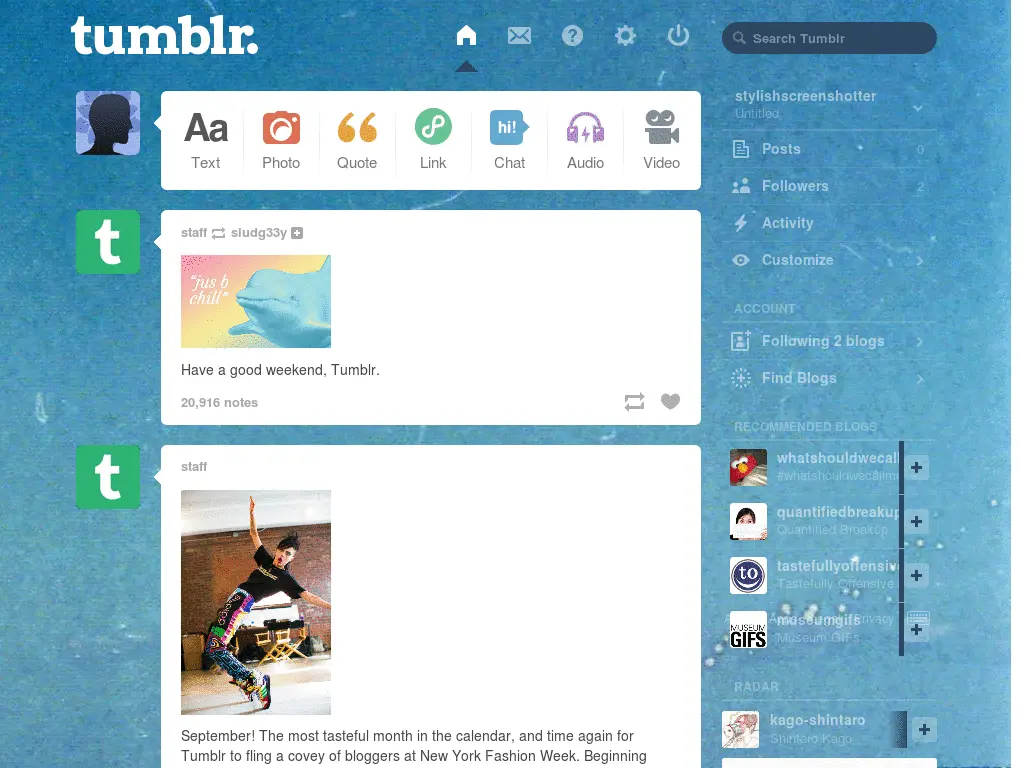 tumblr.
Search Tumblr
Aa
Text
Photo
Quote
Link
hi!
Chat
Audio
Video
t
staff sludg33y
"jus b
chill"
Have a good weekend, Tumblr.
20,916 notes
t
staff
September! The most tasteful month in the calendar, and time again for
Tumblr to fling a covey of bloggers at New York Fashion Week. Beginning
stylishscreenshotter
Untitled
Posts 0
Followers 2
Activity
Customize
ACCOUNT
Following 2 blogs
Find Blogs
RECOMMENDED BLOGS
whatshouldwecall
#whatshouldwecallme
quantifiedbreakup
Quantified Breakup
to
tastefullyoffensive
Tastefully Offensive
MUSEUM
GIFS
museumgifs
Privacy
Museum GIFs
RADAR
kago-shintaro
Shintaro Kago